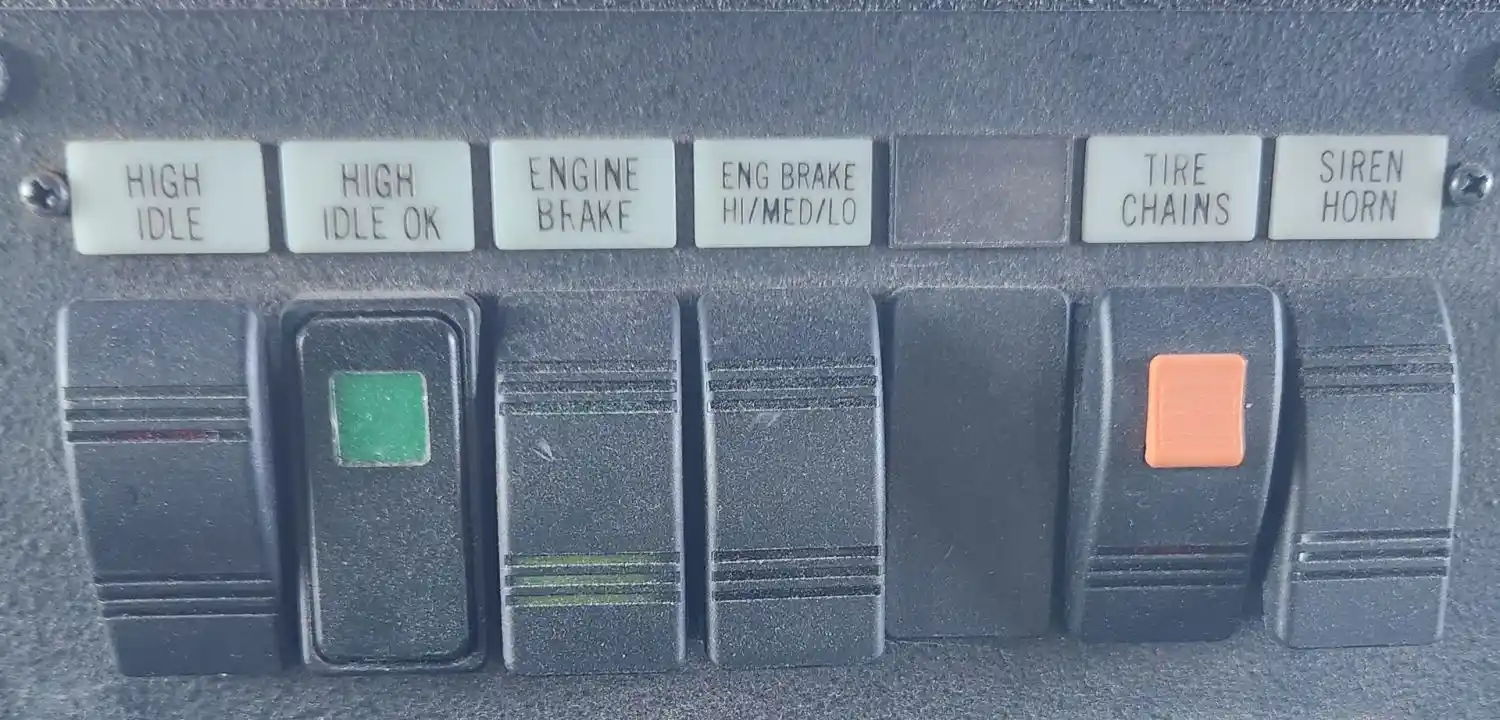 HIGH
IDLE
HIGH
IDLE OK
ENGINE
BRAKE
ENG BRAKE
HI/MED/LO
TIRE
CHAINS
SIREN
HORN